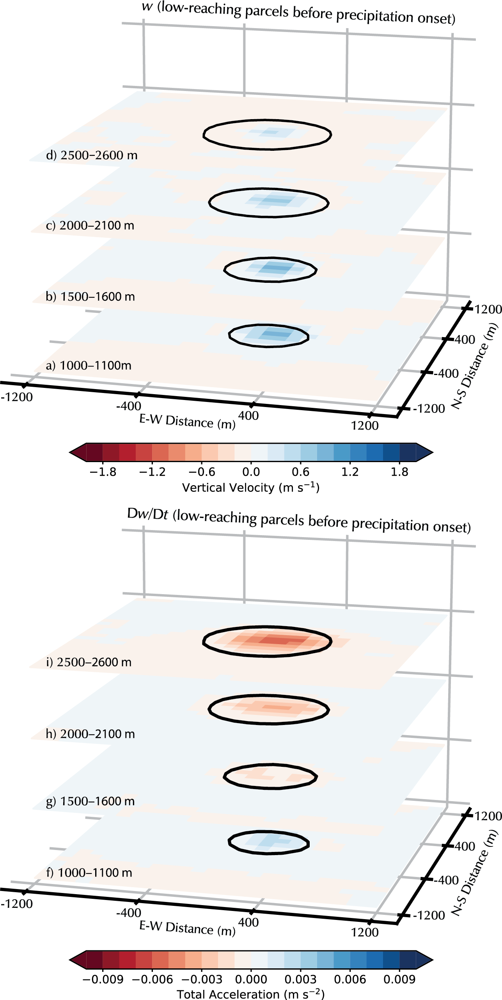 w (low-reaching parcels before precipitation onset)
d) 2500–2600 m
c) 2000–2100 m
b) 1500–1600 m
a) 1000–1100m
1200
400
-400
-1200
N-S Distance (m)
-1200
-400
400
1200
E-W Distance (m)
−1.8 −1.2 −0.6 0.0 0.6 1.2 1.8
Vertical Velocity (m s⁻¹)
Dw/Dt (low-reaching parcels before precipitation onset)
i) 2500–2600 m
h) 2000–2100 m
g) 1500–1600 m
f) 1000–1100 m
1200
400
-400
-1200
N-S Distance (m)
-1200
-400
400
1200
E-W Distance (m)
−0.009 −0.006 −0.003 0.000 0.003 0.006 0.009
Total Acceleration (m s⁻²)